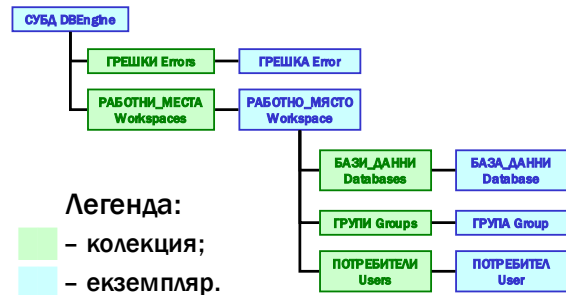 СУБД DBEngine
ГРЕШКИ Errors
ГРЕШКА Error
РАБОТНИ_МЕСТА
Workspaces
РАБОТНО_МЯСТО
Workspace
БАЗИ_ДАННИ
Databases
БАЗА_ДАННИ
Database
ГРУПИ Groups
ГРУПА Group
ПОТРЕБИТЕЛИ
Users
ПОТРЕБИТЕЛ
User
Легенда:
– колекция;
– екземпляр.